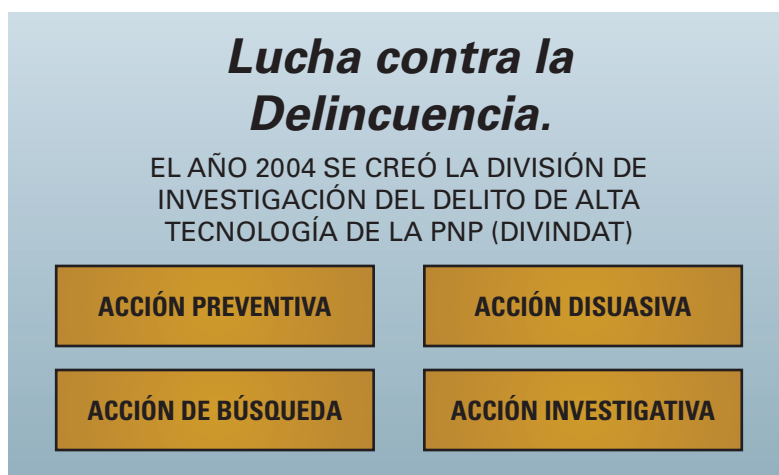 Lucha contra la
Delincuencia.
EL AÑO 2004 SE CREÓ LA DIVISIÓN DE
INVESTIGACIÓN DEL DELITO DE ALTA
TECNOLOGÍA DE LA PNP (DIVINDAT)
ACCIÓN PREVENTIVA
ACCIÓN DISUASIVA
ACCIÓN DE BÚSQUEDA
ACCIÓN INVESTIGATIVA